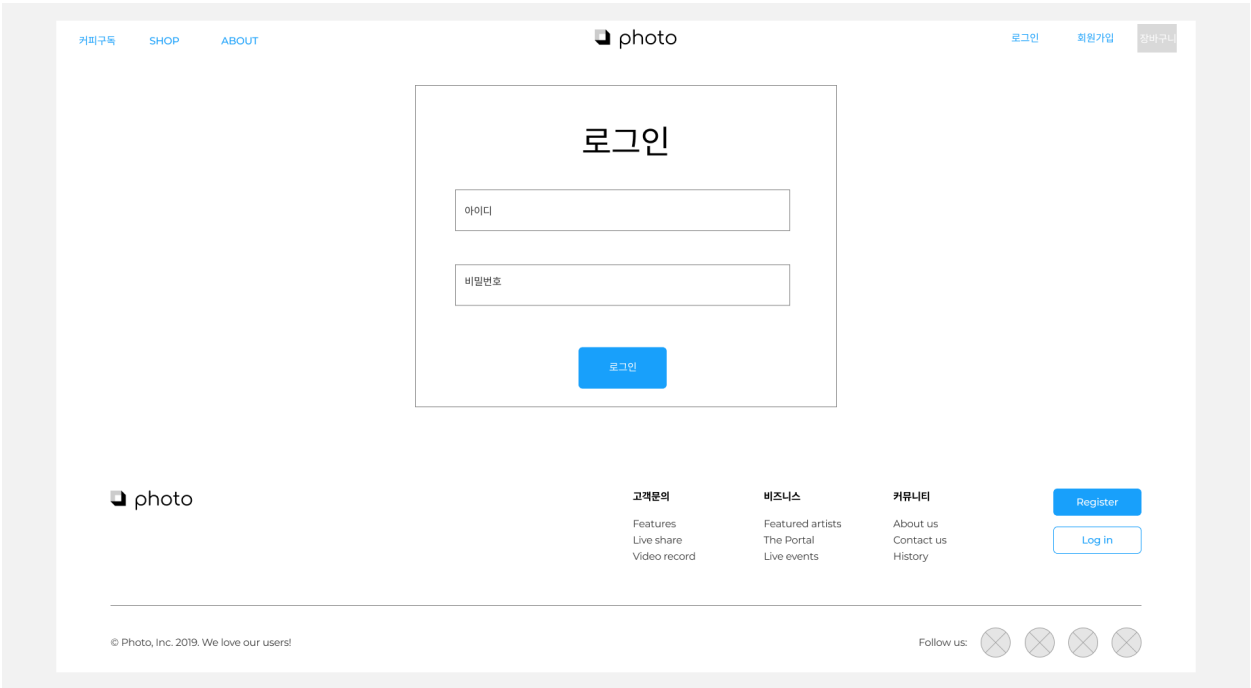 커피구독 SHOP ABOUT photo 로그인 회원가입 장바구니
로그인
아이디
비밀번호
로그인
photo
고객문의
Features
Live share
Video record
비즈니스
Featured artists
The Portal
Live events
커뮤니티
About us
Contact us
History
Register
Log in
© Photo, Inc. 2019. We love our users!
Follow us: